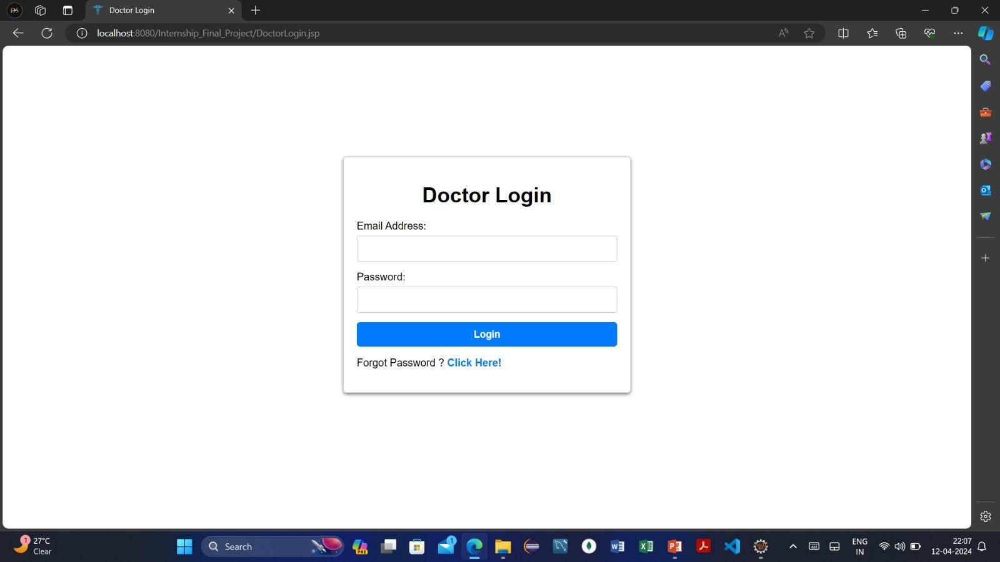 Doctor Login
localhost:8080/Internship_Final_Project/DoctorLogin.jsp
Doctor Login
Email Address:
Password:
Login
Forgot Password ? Click Here!
1
27°C
Clear
Search
PRE
1
ENG
IN
22:07
12-04-2024